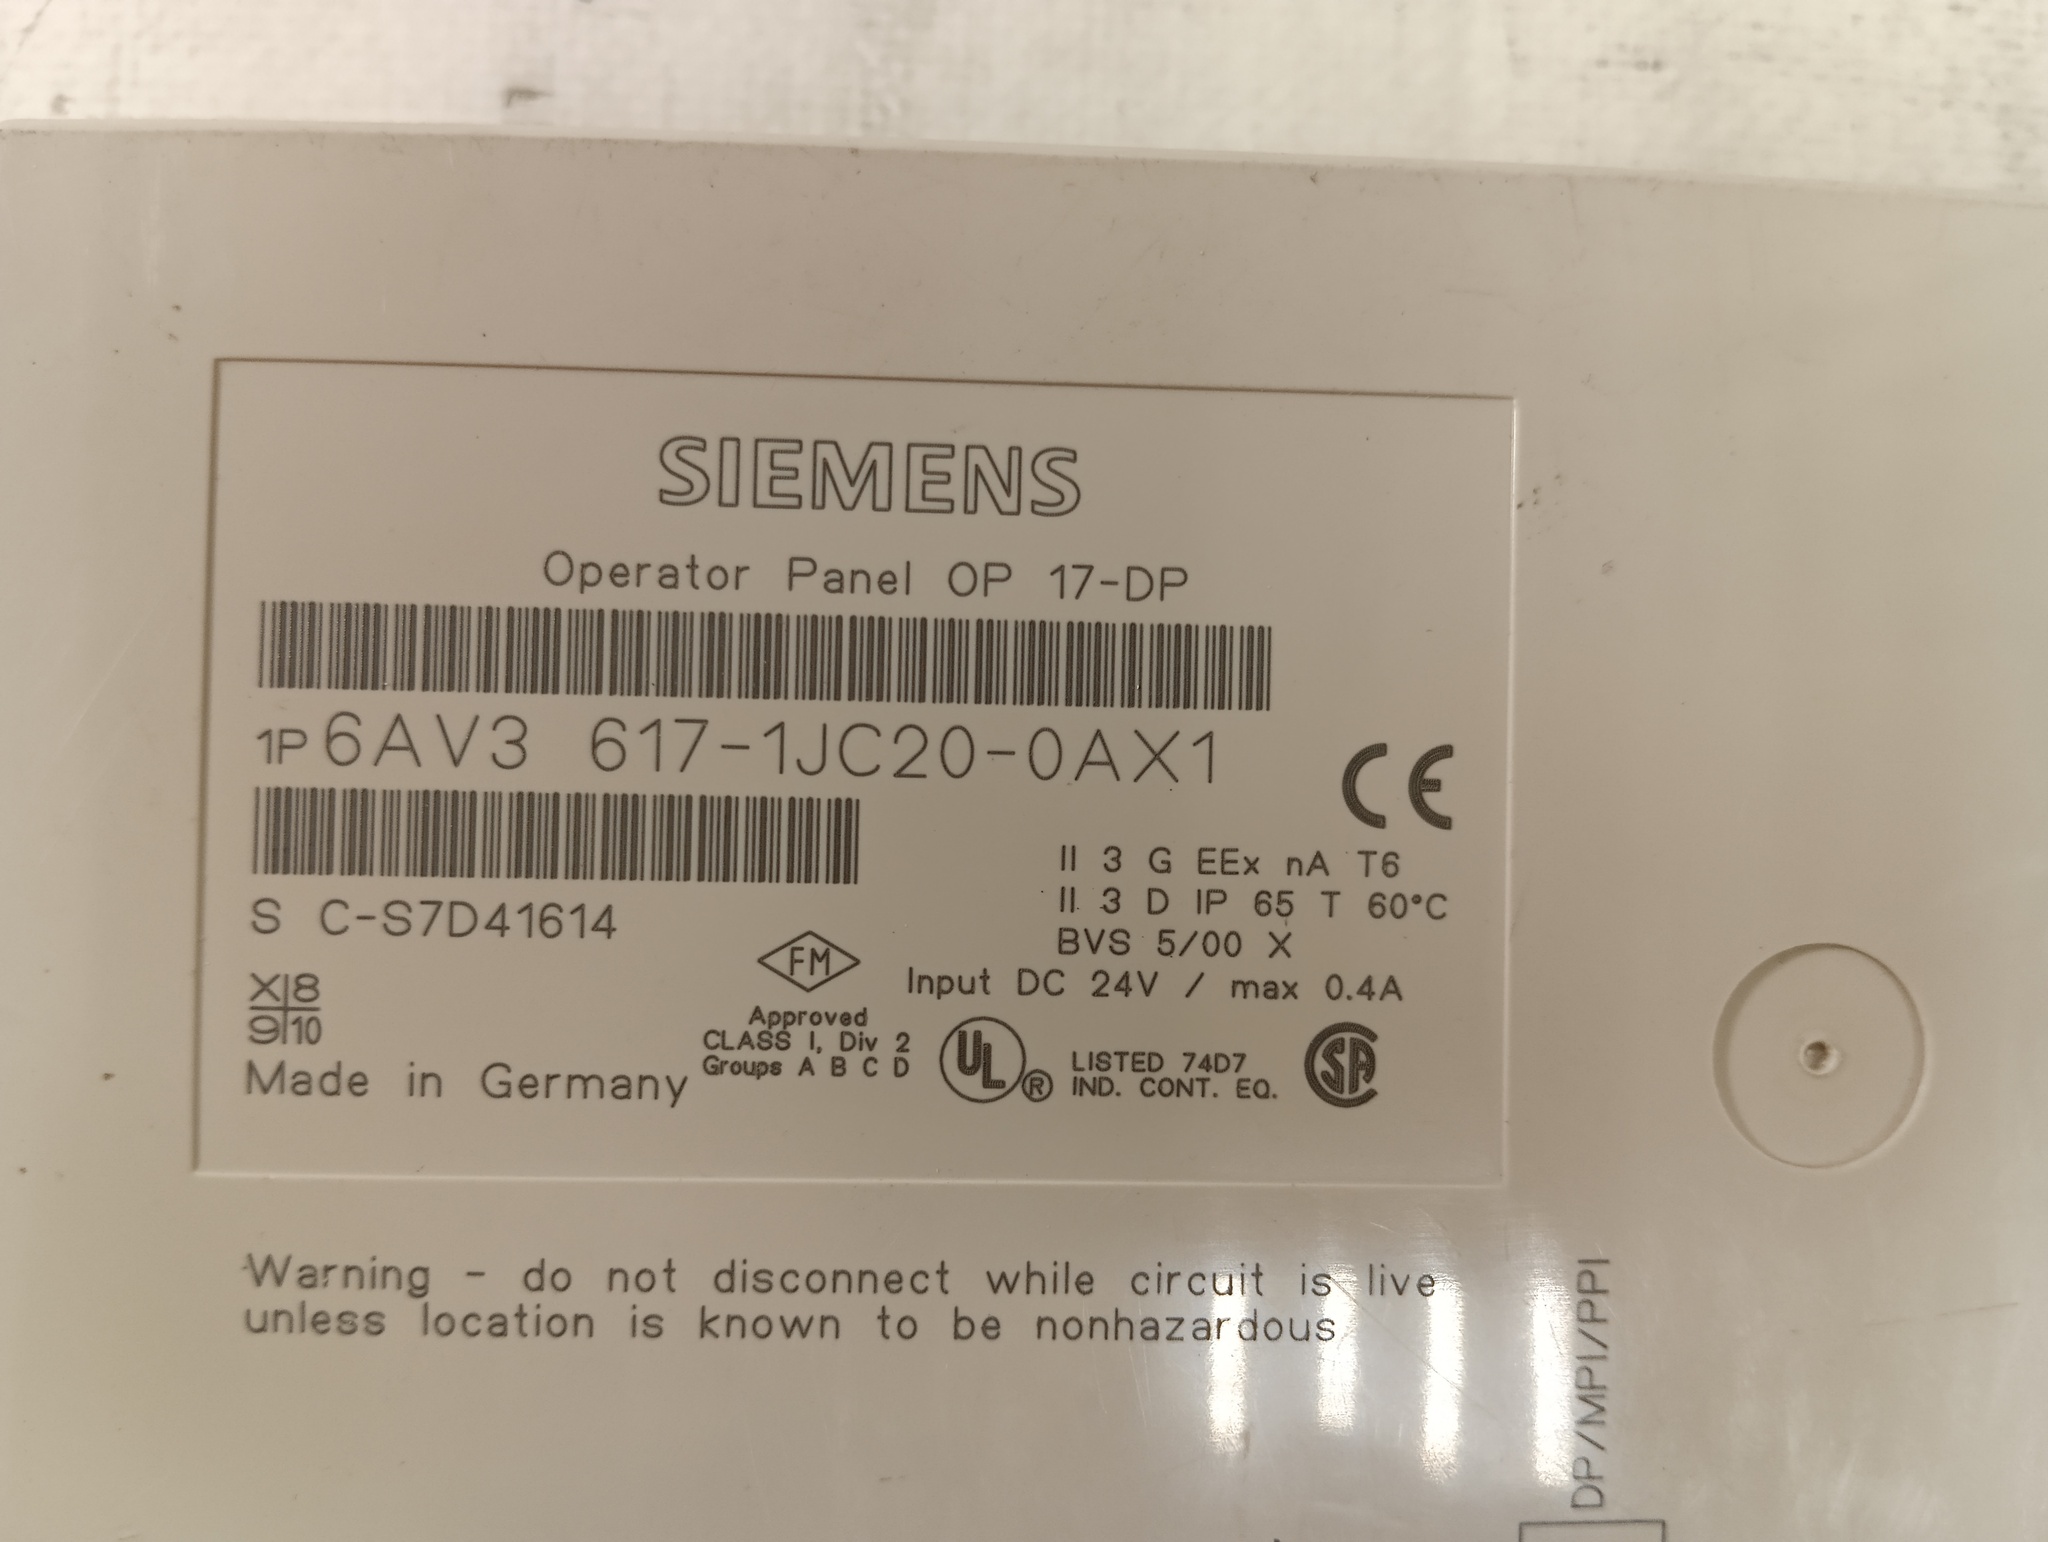 SIEMENS
Operator Panel OP 17-DP
1P 6AV3 617-1JC20-0AX1
CE
S C-S7D41614
II 3 G EEx nA T6
II 3 D IP 65 T 60°C
BVS 5/00 X
Input DC 24V / max 0.4A
X 8
9 10
Made in Germany
FM
Approved
CLASS I, Div 2
Groups A B C D
UL ®
LISTED 74D7
IND. CONT. EQ.
SA
Warning - do not disconnect while circuit is live
unless location is known to be nonhazardous
DP/MPI/PPI